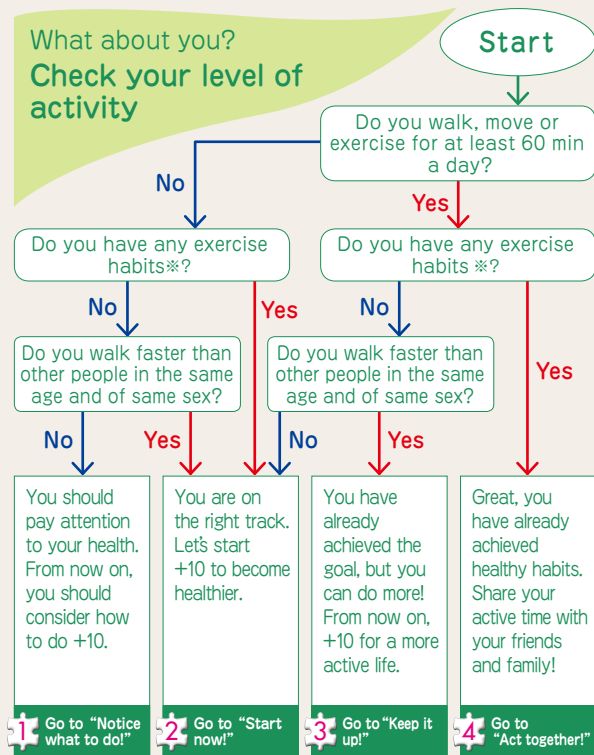 What about you?
Check your level of
activity
Start
Do you walk, move or
exercise for at least 60 min
a day?
No
Yes
Do you have any exercise
habits※?
Do you have any exercise
habits ※?
No
Yes
No
Yes
Do you walk faster than
other people in the same
age and of same sex?
Do you walk faster than
other people in the same
age and of same sex?
No
Yes
No
Yes
You should
pay attention
to your health.
From now on,
you should
consider how
to do +10.
You are on
the right track.
Let's start
+10 to become
healthier.
You have
already
achieved the
goal, but you
can do more!
From now on,
+10 for a more
active life.
Great, you
have already
achieved
healthy habits.
Share your
active time with
your friends
and family!
1
Go to “Notice
what to do!”
2
Go to “Start
now!”
3
Go to “Keep it
up!”
4
Go to
“Act together!”